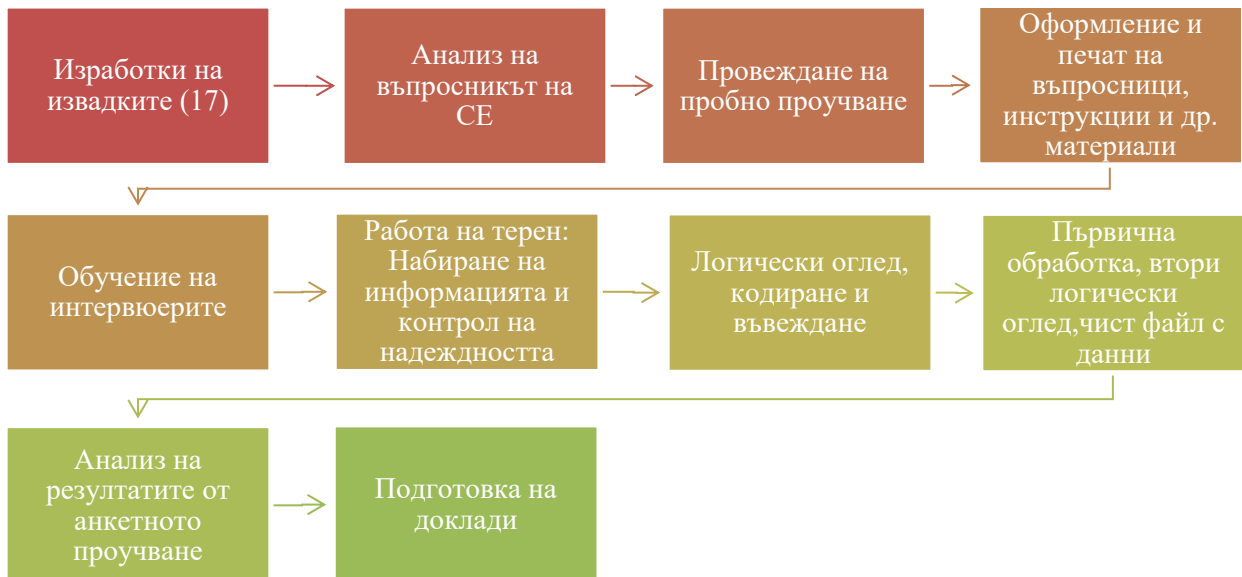 Изработки на
извадките (17)
Анализ на
въпросникът на
СЕ
Провеждане на
пробно проучване
Оформление и
печат на
въпросници,
инструкции и др.
материали
Обучение на
интервюерите
Работа на терен:
Набиране на
информацията и
контрол на
надеждността
Логически оглед,
кодиране и
въвеждане
Първична
обработка, втори
логически
оглед,чист файл с
данни
Анализ на
резултатите от
анкетното
проучване
Подготовка на
доклади